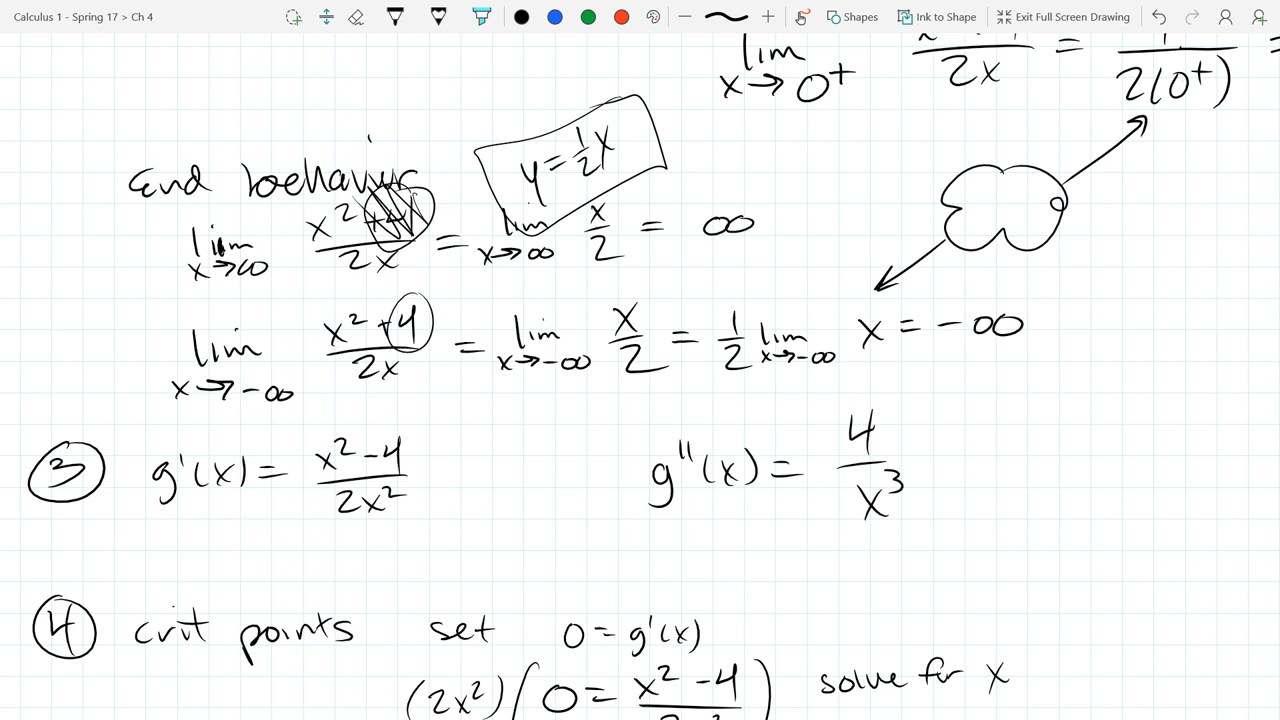 Calculus 1 - Spring 17 > Ch 4
Shapes
Ink to Shape
Exit Full Screen Drawing
lim x→0+ 2x = 2(0+) =
End behavior
y = 1/2 x
lim x→∞ (x² + 4)/2x = lim x→∞ x/2 = ∞
lim x→-∞ (x² + 4)/2x = lim x→-∞ x/2 = 1/2 lim x→-∞ x = -∞
3 g'(x) = (x² - 4)/2x² g''(x) = 4/x³
4 crit points set 0 = g'(x)
(2x²)(0 = x² - 4) solve for x